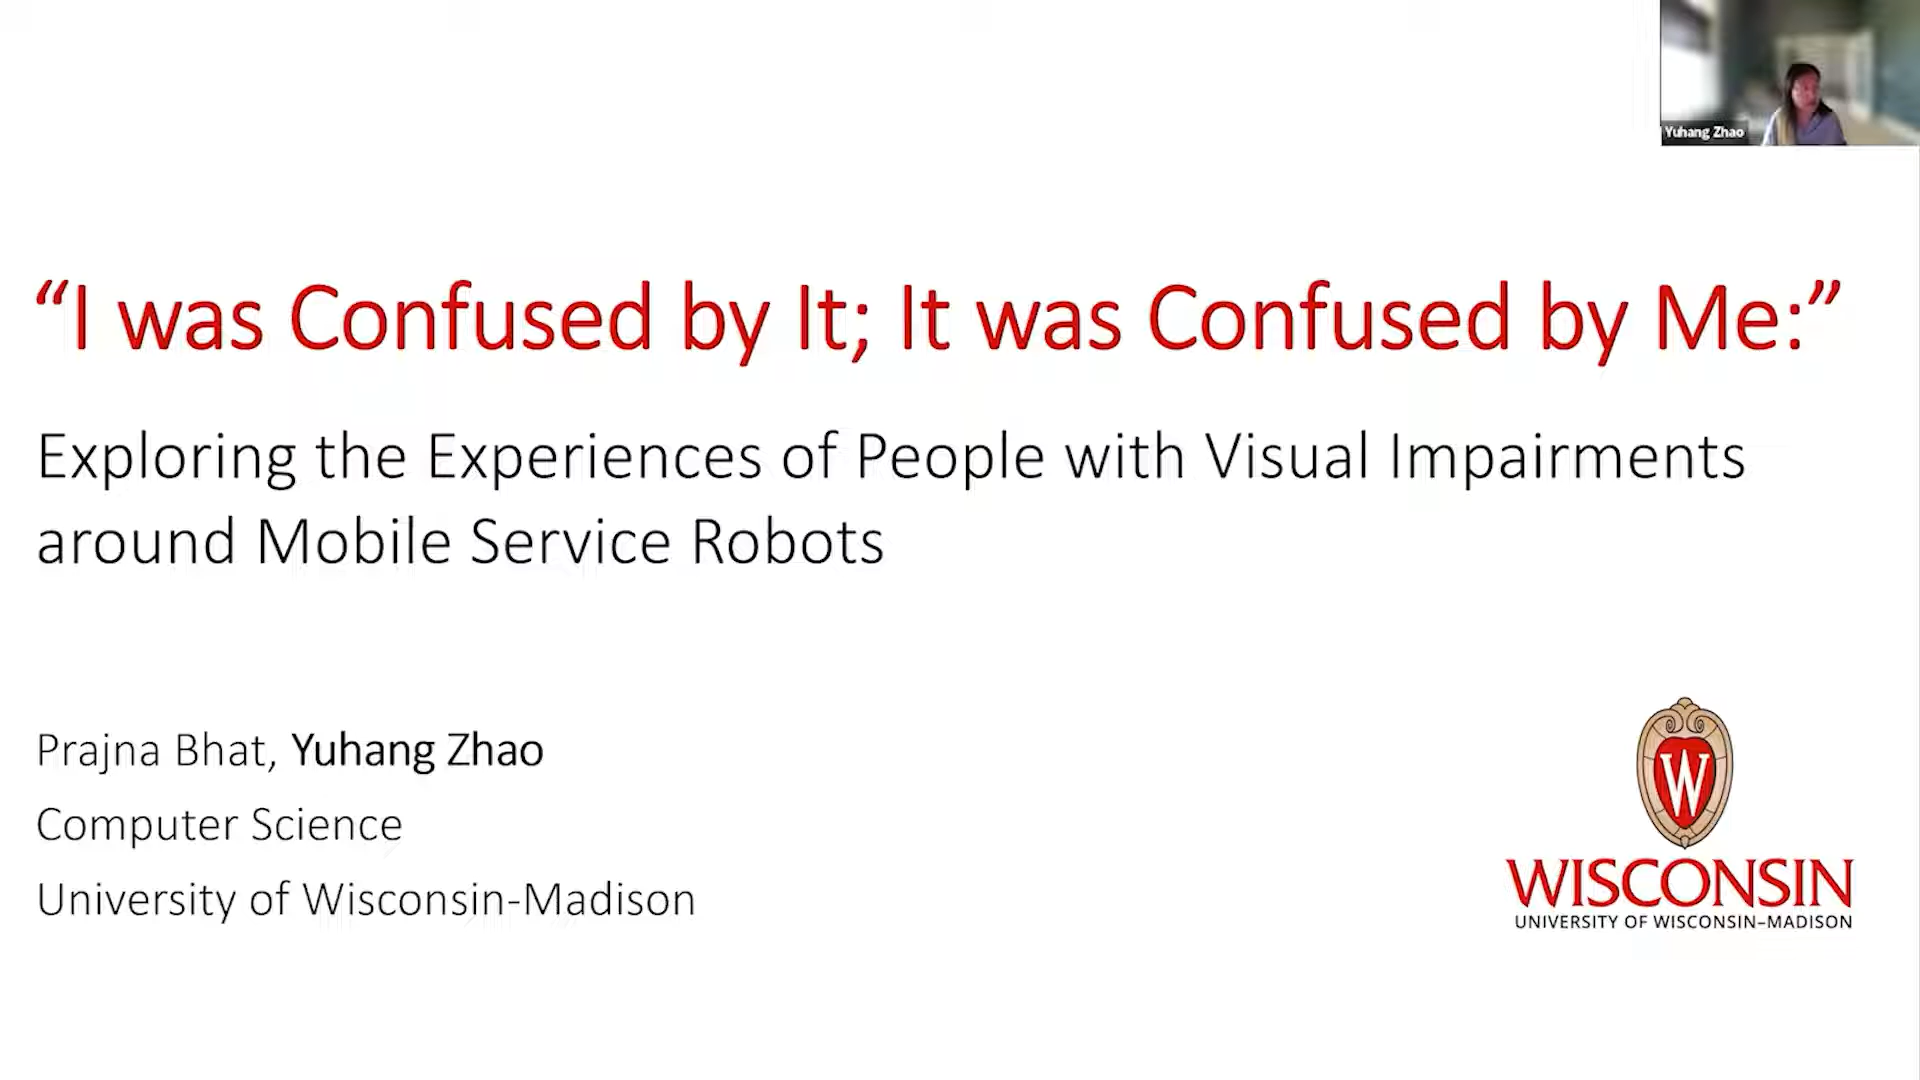 Yuhang Zhao
“I was Confused by It; It was Confused by Me:”
Exploring the Experiences of People with Visual Impairments
around Mobile Service Robots
Prajna Bhat, Yuhang Zhao
Computer Science
University of Wisconsin-Madison
W
WISCONSIN
UNIVERSITY OF WISCONSIN–MADISON